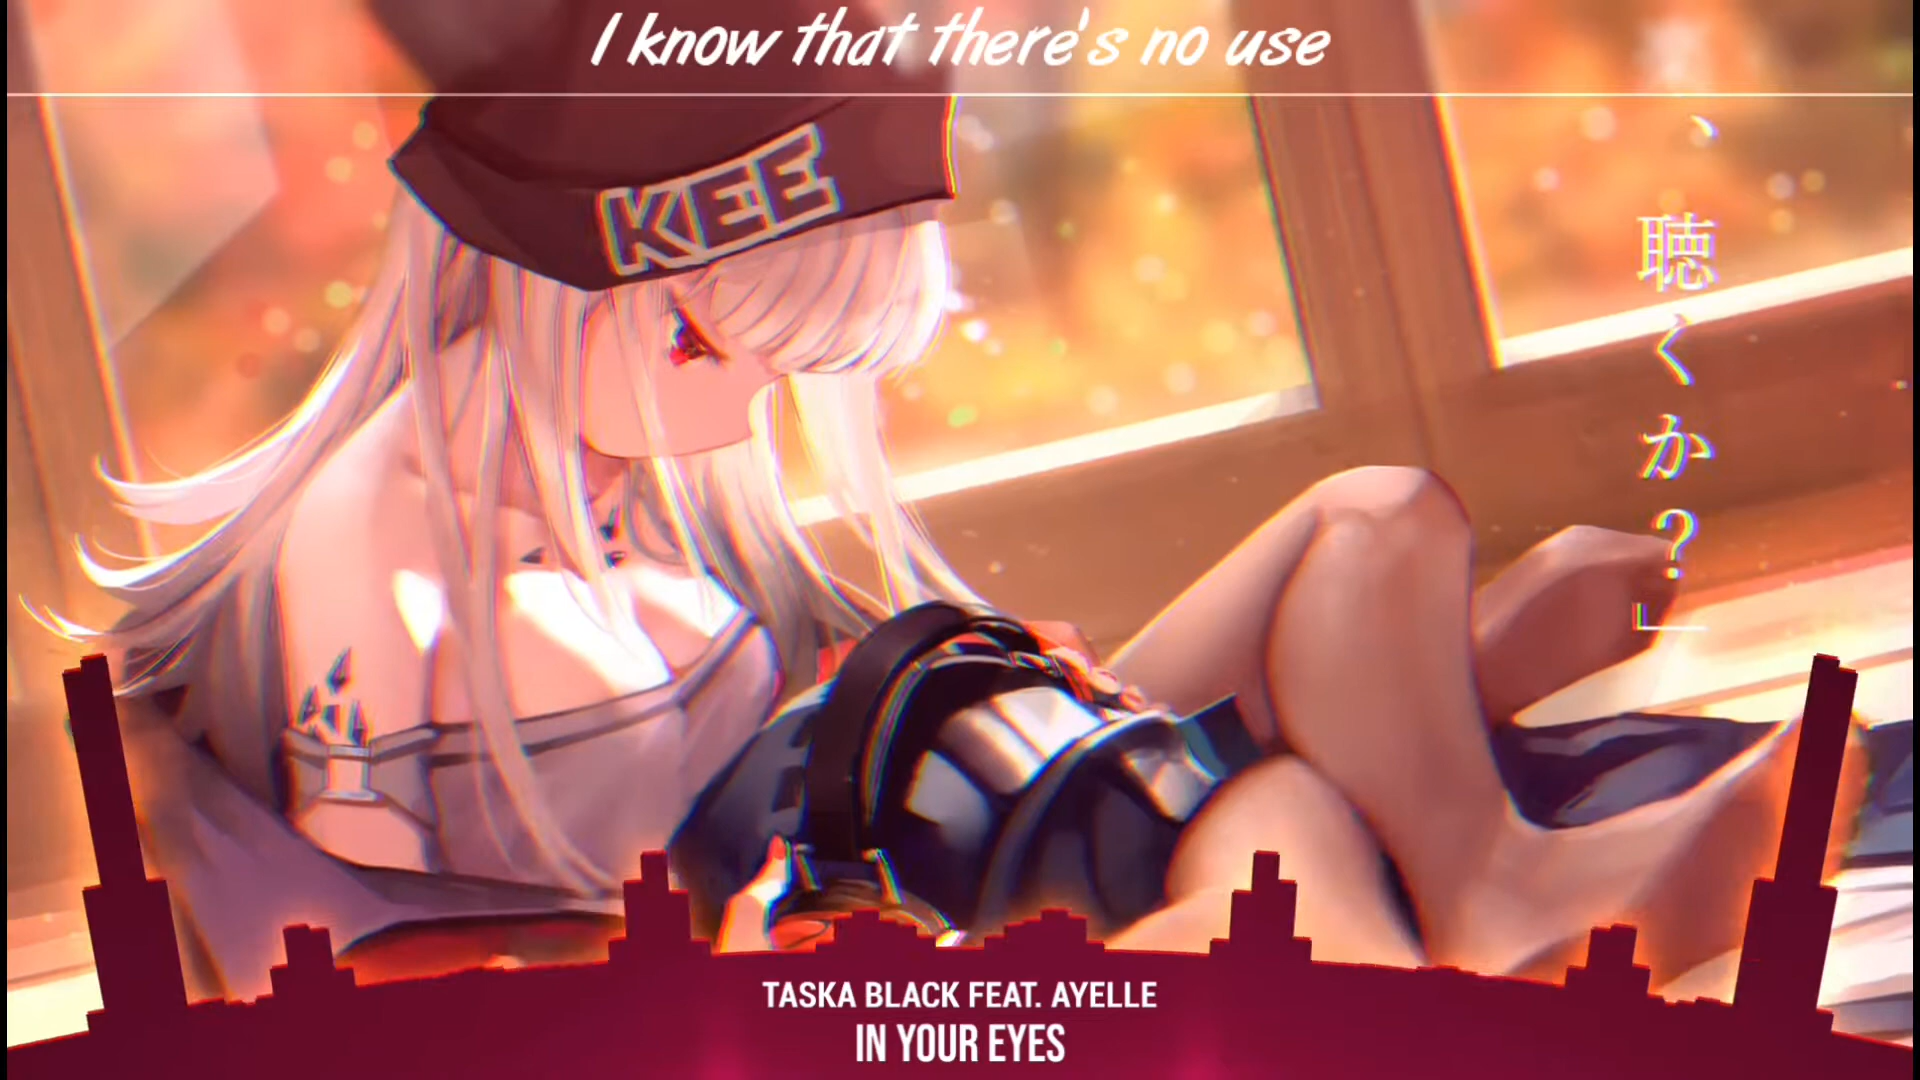 I know that there's no use
KEE
、聴くか?」
TASKA BLACK FEAT. AYELLE
IN YOUR EYES